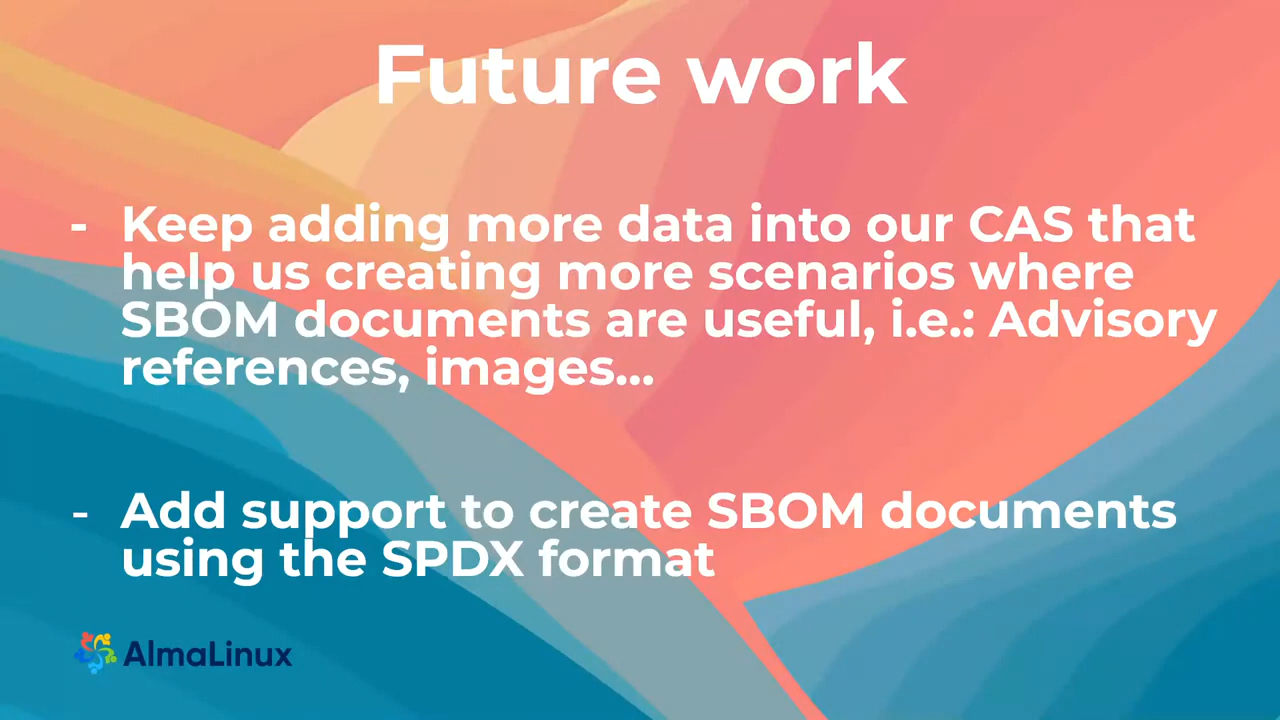 Future work
- Keep adding more data into our CAS that
help us creating more scenarios where
SBOM documents are useful, i.e.: Advisory
references, images...
- Add support to create SBOM documents
using the SPDX format
AlmaLinux